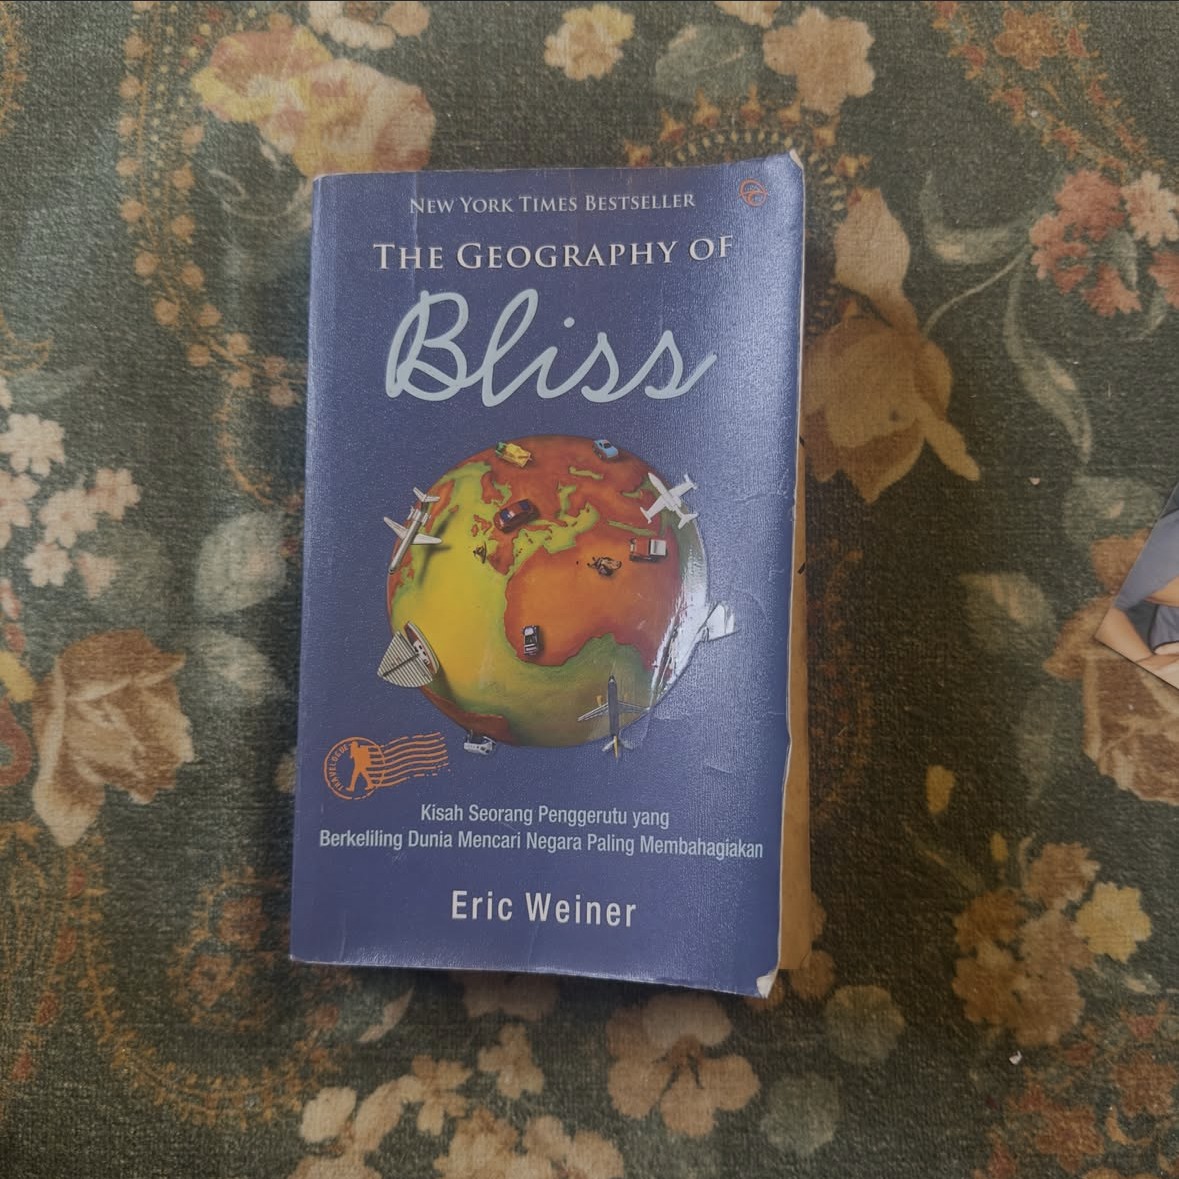 NEW YORK TIMES BESTSELLER
THE GEOGRAPHY OF
Bliss
TRAVELOGUE
Kisah Seorang Penggerutu yang
Berkeliling Dunia Mencari Negara Paling Membahagiakan
Eric Weiner